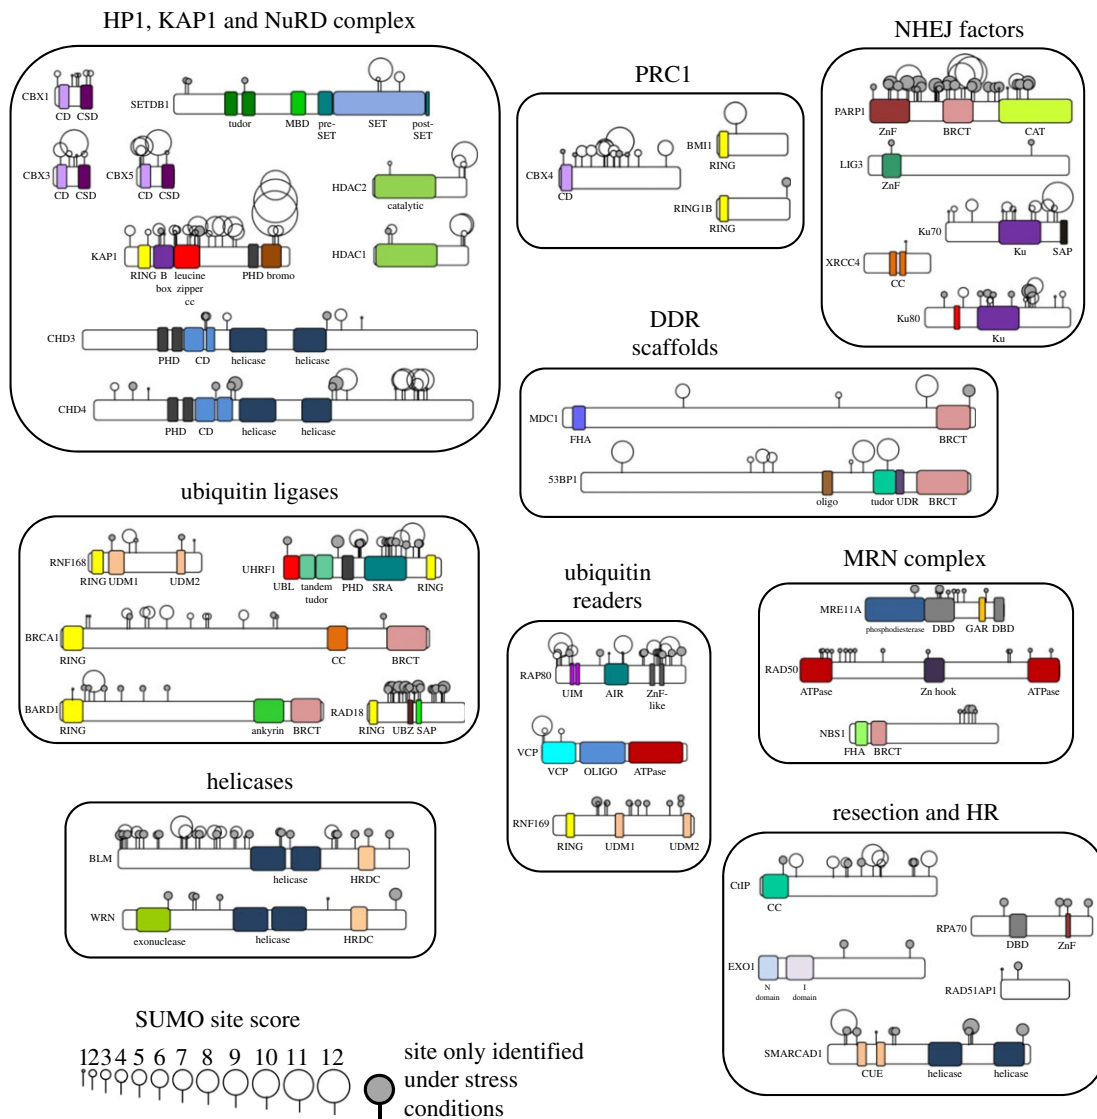 HP1, KAP1 and NuRD complex
CBX1
CD CSD
SETDB1
tudor MBD pre-SET SET post-SET
CBX3
CD CSD
CBX5
CD CSD
HDAC2
catalytic
KAP1
RING B box leucine zipper cc PHD bromo
HDAC1
CHD3
PHD CD helicase helicase
CHD4
PHD CD helicase helicase
PRC1
CBX4
CD
BMI1
RING
RING1B
RING
NHEJ factors
PARP1
ZnF BRCT CAT
LIG3
ZnF
Ku70
Ku SAP
XRCC4
CC
Ku80
Ku
DDR
scaffolds
MDC1
FHA BRCT
53BP1
oligo tudor UDR BRCT
ubiquitin ligases
RNF168
RING UDM1 UDM2
UHRF1
UBL tandem tudor PHD SRA RING
BRCA1
RING CC BRCT
BARD1
RING ankyrin BRCT
RAD18
RING UBZ SAP
ubiquitin
readers
RAP80
UIM AIR ZnF-like
VCP
VCP OLIGO ATPase
RNF169
RING UDM1 UDM2
MRN complex
MRE11A
phosphodiesterase DBD GAR DBD
RAD50
ATPase Zn hook ATPase
NBS1
FHA BRCT
helicases
BLM
helicase HRDC
WRN
exonuclease helicase HRDC
resection and HR
CtIP
CC
RPA70
DBD ZnF
EXO1
N domain I domain
RAD51AP1
SMARCAD1
CUE helicase helicase
SUMO site score
1 2 3 4 5 6 7 8 9 10 11 12
site only identified
under stress
conditions